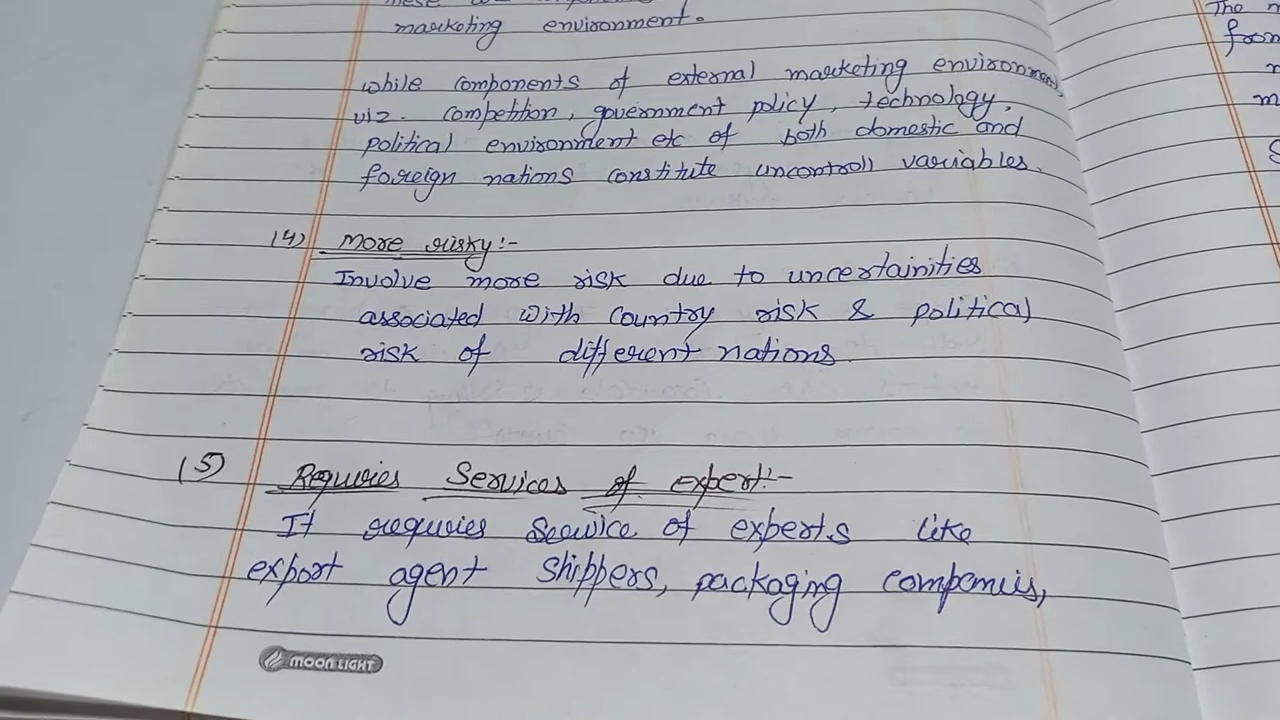 marketing environment.
while components of external marketing environment,
viz. competition, government policy, technology,
political environment etc of both domestic and
foreign nations constitute uncontroll variables.
(4) More risky:-
Involve more risk due to uncertainities
associated with country risk & political
risk of different nations
(5) Requries Services of expert:-
It requries Service of experts like
export agent shippers, packaging companis,
MOON LIGHT
The
from